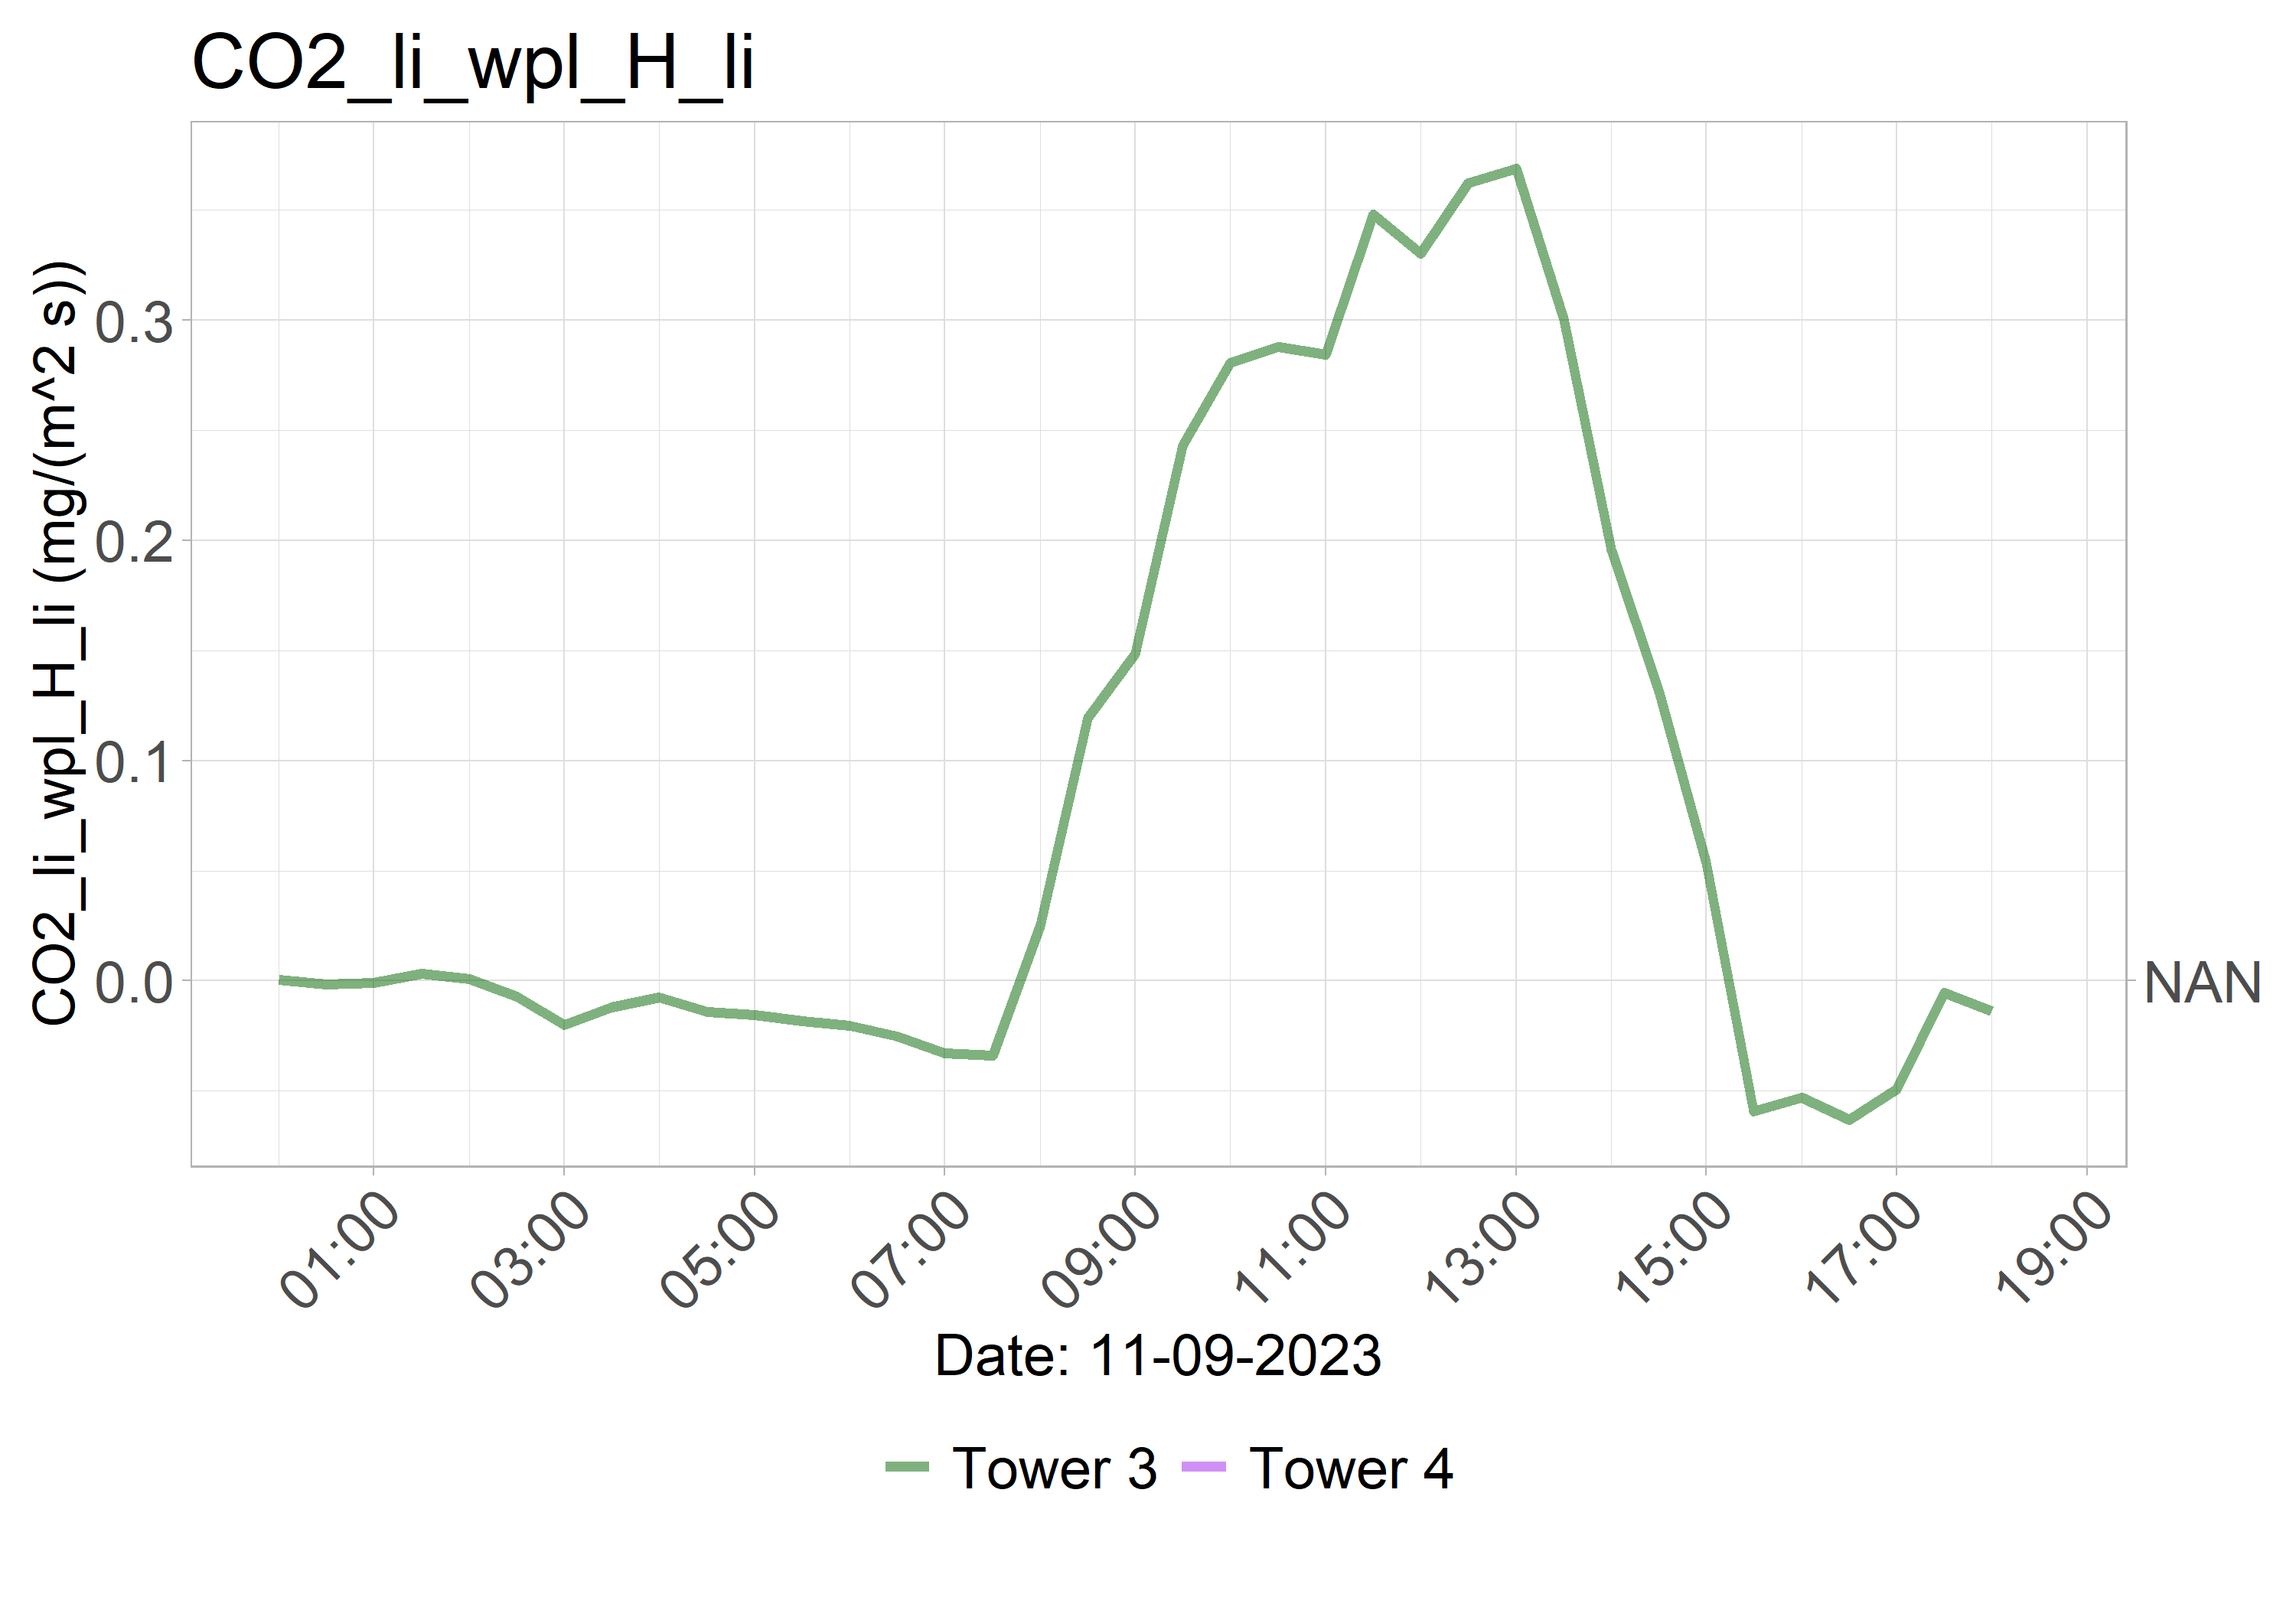 CO2_li_wpl_H_li
CO2_li_wpl_H_li (mg/(m^2 s))
0.3
0.2
0.1
0.0
NAN
01:00 03:00 05:00 07:00 09:00 11:00 13:00 15:00 17:00 19:00
Date: 11-09-2023
Tower 3 Tower 4